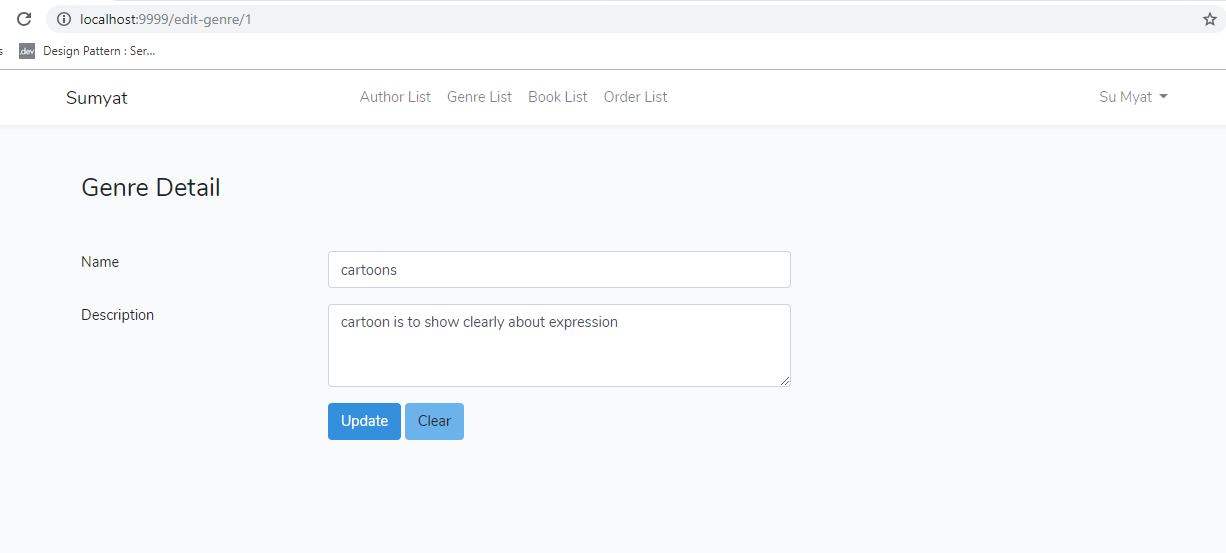 localhost:9999/edit-genre/1
s .dev Design Pattern : Ser...
Sumyat Author List Genre List Book List Order List Su Myat
Genre Detail
Name cartoons
Description cartoon is to show clearly about expression
Update Clear